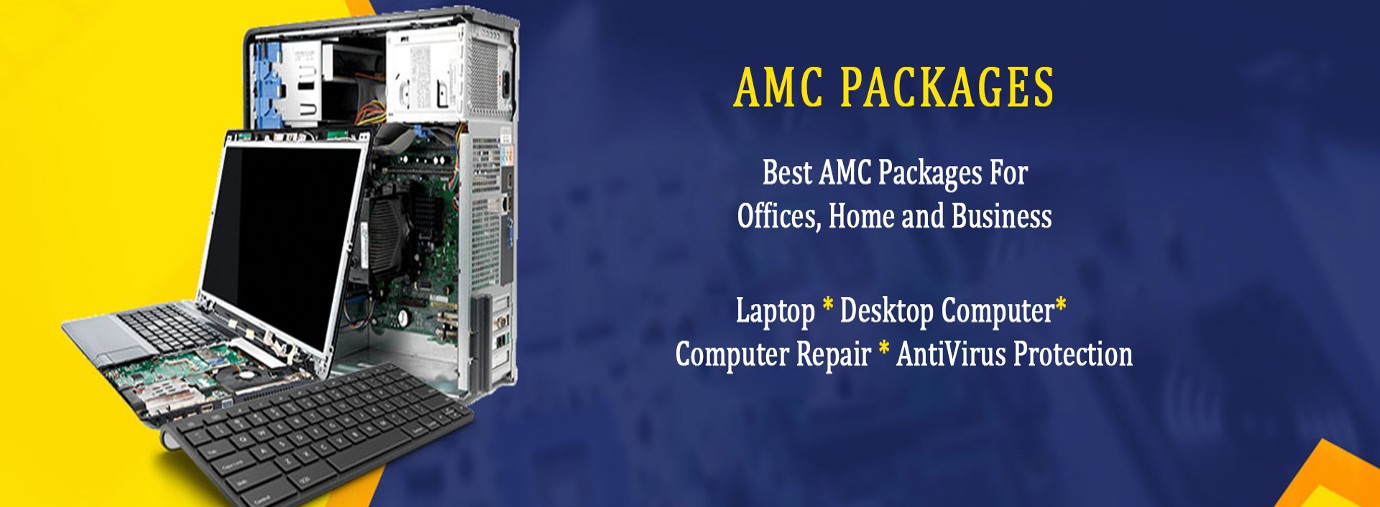 AMC PACKAGES
Best AMC Packages For
Offices, Home and Business
Laptop * Desktop Computer*
Computer Repair * AntiVirus Protection